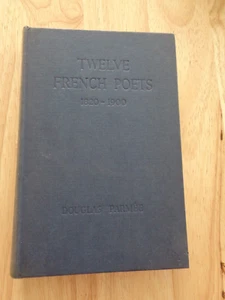 TWELVE
FRENCH POETS
1820-1900
DOUGLAS PARMÉE